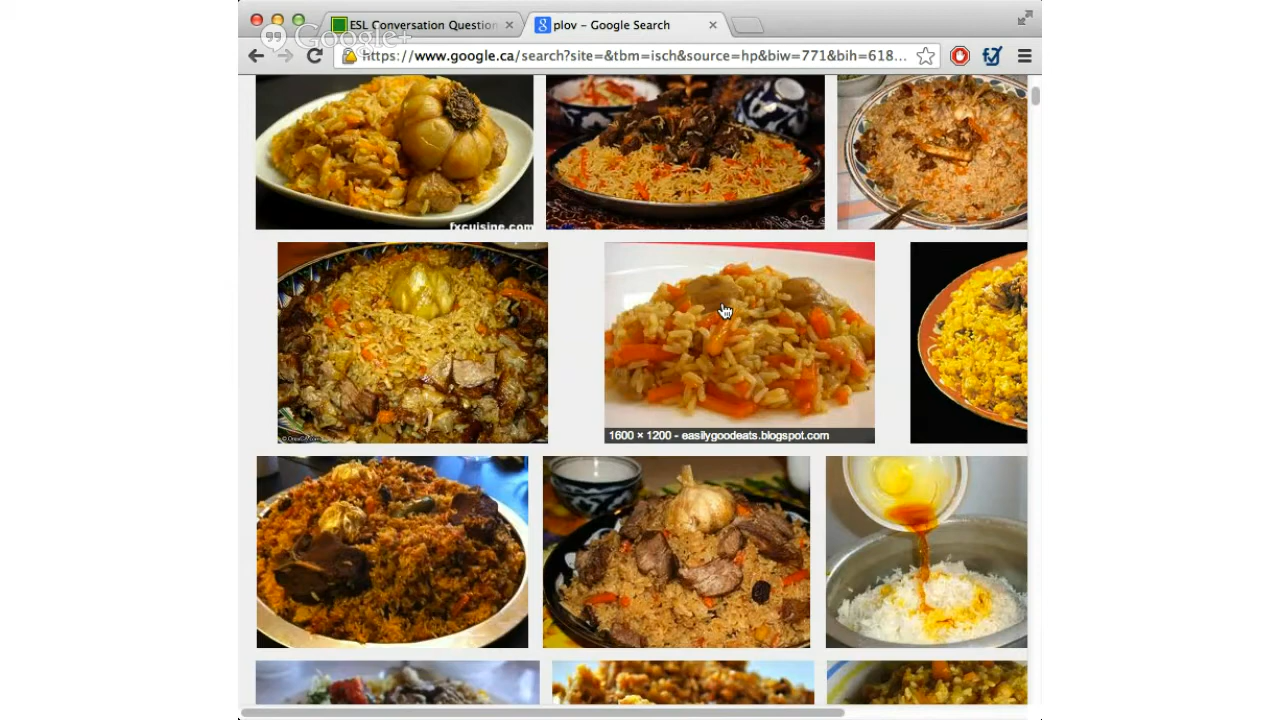 ESL Conversation Question
plov - Google Search
Google+
https://www.google.ca/search?site=&tbm=isch&source=hp&biw=771&bih=618...
fxcuisine.com
1600 × 1200 - easilygoodeats.blogspot.com